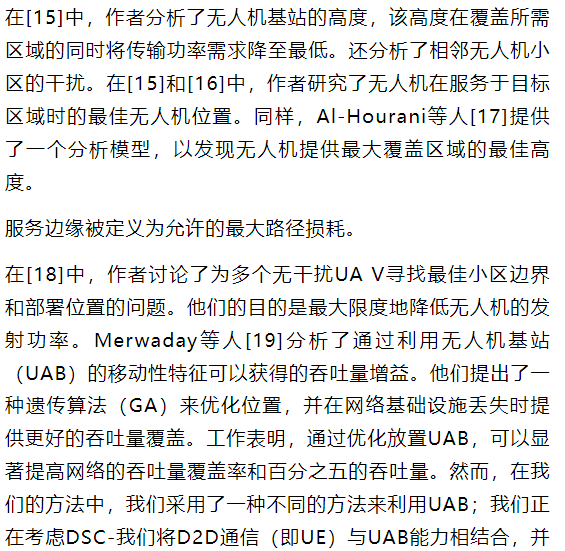 在[15]中，作者分析了无人机基站的高度，该高度在覆盖所需
区域的同时将传输功率需求降至最低。还分析了相邻无人机小
区的干扰。在[15]和[16]中，作者研究了无人机在服务于目标
区域时的最佳无人机位置。同样，Al-Hourani等人[17]提供
了一个分析模型，以发现无人机提供最大覆盖区域的最佳高
度。
服务边缘被定义为允许的最大路径损耗。
在[18]中，作者讨论了为多个无干扰UA V寻找最佳小区边界
和部署位置的问题。他们的目的是最大限度地降低无人机的发
射功率。Merwaday等人[19]分析了通过利用无人机基站
（UAB）的移动性特征可以获得的吞吐量增益。他们提出了一
种遗传算法（GA）来优化位置，并在网络基础设施丢失时提
供更好的吞吐量覆盖。工作表明，通过优化放置UAB，可以显
著提高网络的吞吐量覆盖率和百分之五的吞吐量。然而，在我
们的方法中，我们采用了一种不同的方法来利用UAB；我们正
在考虑DSC-我们将D2D通信（即UE）与UAB能力相结合，并